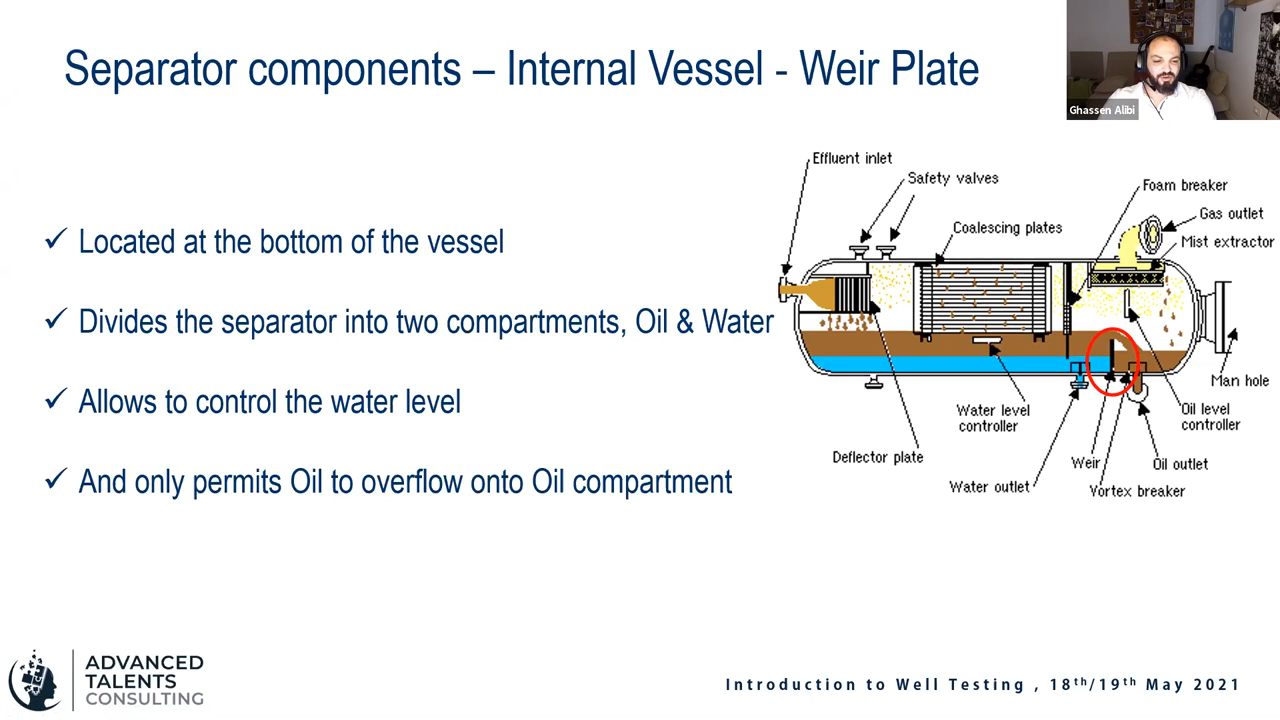 Separator components – Internal Vessel - Weir Plate
Ghassen Alibi
✓ Located at the bottom of the vessel
✓ Divides the separator into two compartments, Oil & Water
✓ Allows to control the water level
✓ And only permits Oil to overflow onto Oil compartment
Effluent inlet
Safety valves
Foam breaker
Gas outlet
Coalescing plates
Mist extractor
Man hole
Water level
controller
Oil level
controller
Deflector plate
Weir
Oil outlet
Water outlet
Vortex breaker
ADVANCED
TALENTS
CONSULTING
Introduction to Well Testing , 18th/19th May 2021